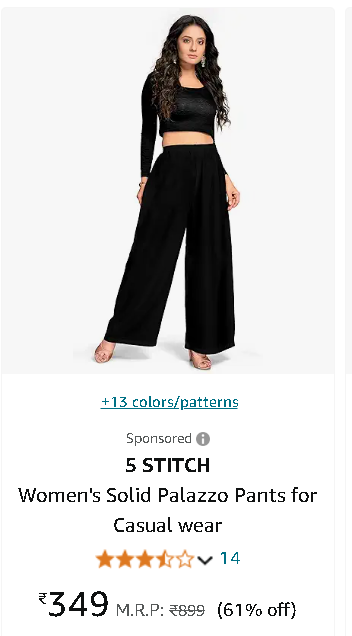 +13 colors/patterns
Sponsored
5 STITCH
Women's Solid Palazzo Pants for
Casual wear
14
₹349 M.R.P: ₹899 (61% off)